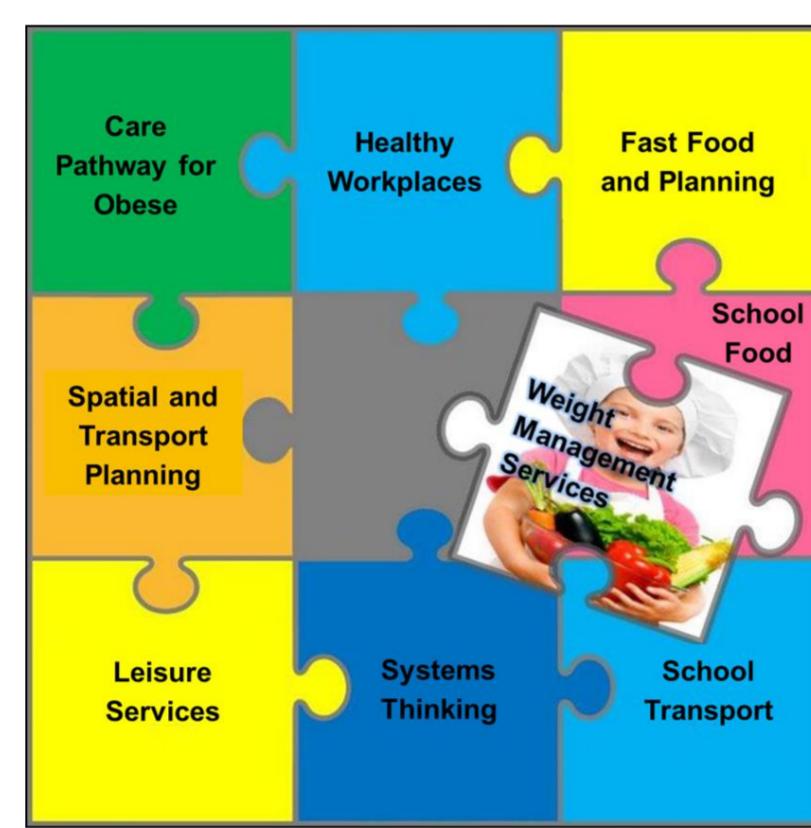 Care
Pathway for
Obese
Healthy
Workplaces
Fast Food
and Planning
Spatial and
Transport
Planning
Weight
Management
Services
School
Food
Leisure
Services
Systems
Thinking
School
Transport